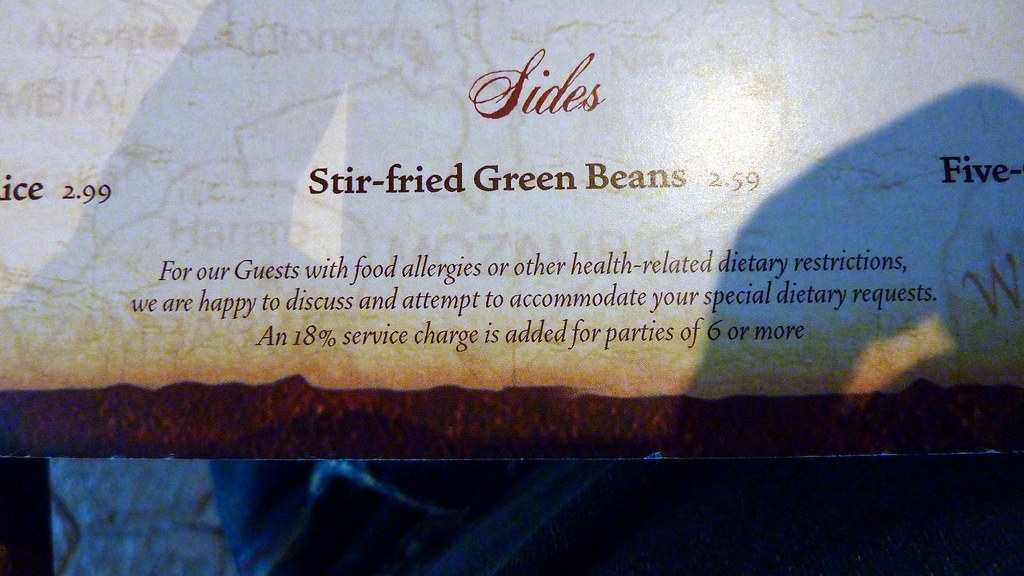 Sides
ice 2.99 Stir-fried Green Beans 2.59 Five-
For our Guests with food allergies or other health-related dietary restrictions,
we are happy to discuss and attempt to accommodate your special dietary requests.
An 18% service charge is added for parties of 6 or more
W